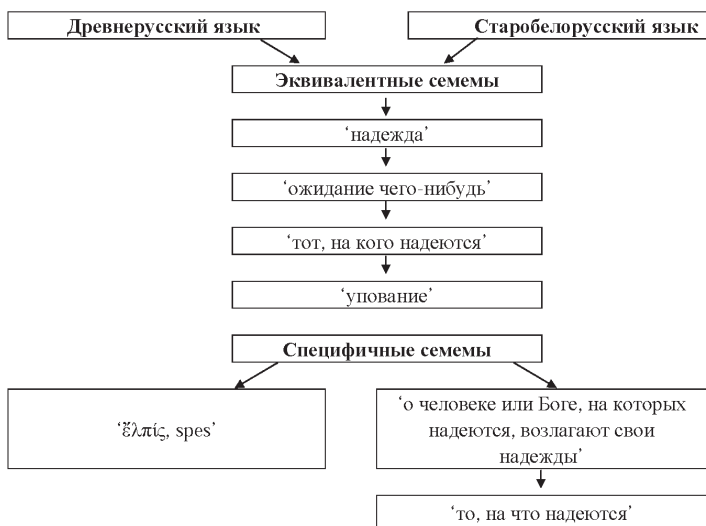 Древнерусский язык
Старобелорусский язык
Эквивалентные семемы
‘надежда’
‘ожидание чего-нибудь’
‘тот, на кого надеются’
‘упование’
Специфичные семемы
‘ἔλπίς, spes’
‘о человеке или Боге, на которых
надеются, возлагают свои
надежды’
‘то, на что надеются’